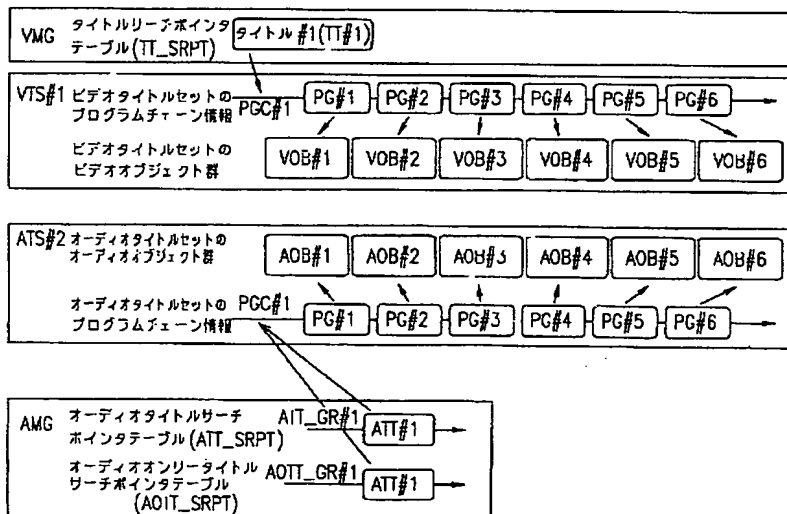 VMG タイトルサーチポインタ
テーブル(TT_SRPT)
タイトル#1(TT#1)
VTS#1 ビデオタイトルセットの
プログラムチェーン情報
PGC#1
PG#1 PG#2 PG#3 PG#4 PG#5 PG#6
ビデオタイトルセットの
ビデオオブジェクト群
VOB#1 VOB#2 VOB#3 VOB#4 VOB#5 VOB#6
ATS#2 オーディオタイトルセットの
オーディオオブジェクト群
AOB#1 AOB#2 AOB#3 AOB#4 AOB#5 AOB#6
オーディオタイトルセットの
プログラムチェーン情報
PGC#1
PG#1 PG#2 PG#3 PG#4 PG#5 PG#6
AMG オーディオタイトルサーチ
ポインタテーブル(ATT_SRPT)
AIT_GR#1
ATT#1
オーディオオンリータイトル
サーチポインタテーブル
(AOIT_SRPT)
AOTT_GR#1
ATT#1